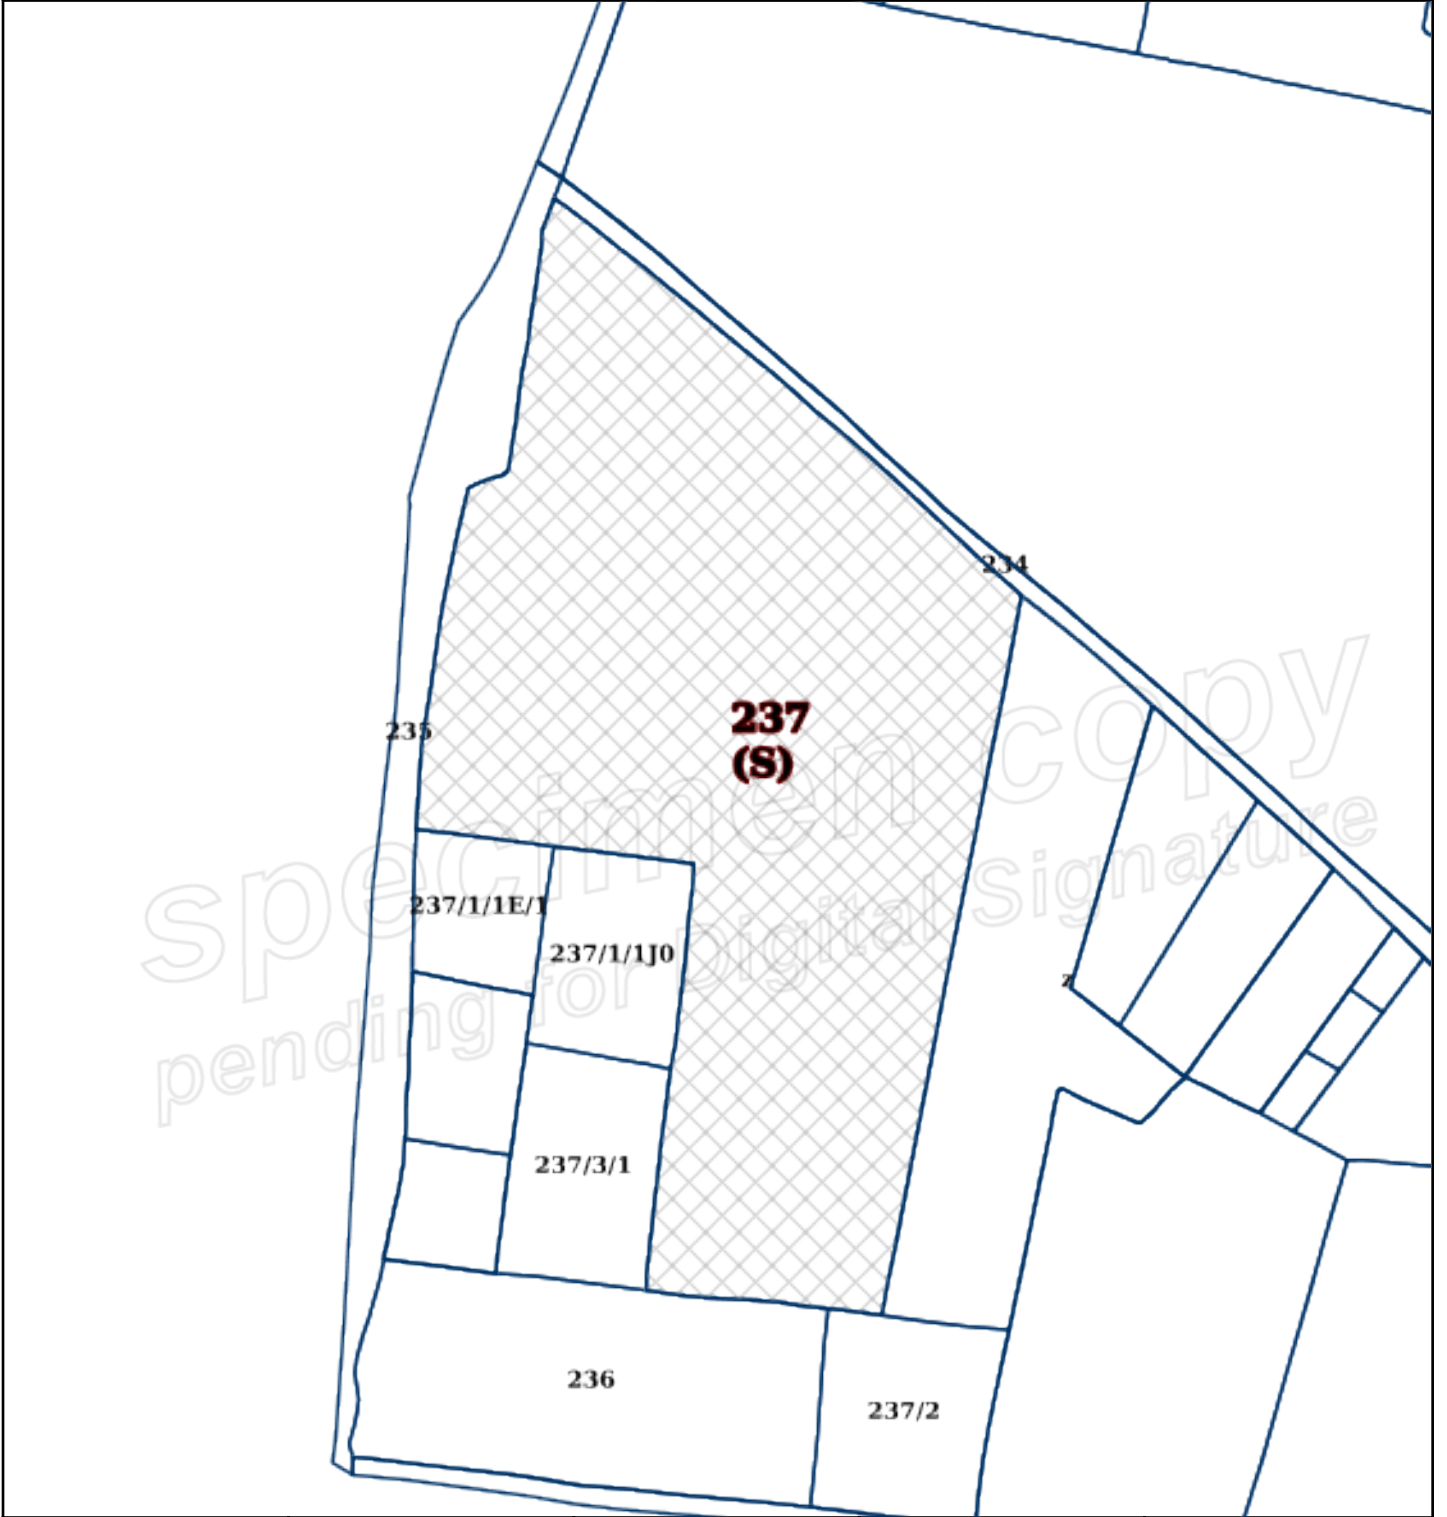 234
237
(S)
235
specimen copy
pending for Digital Signature
237/1/1E/1
237/1/1J0
z
237/3/1
236
237/2